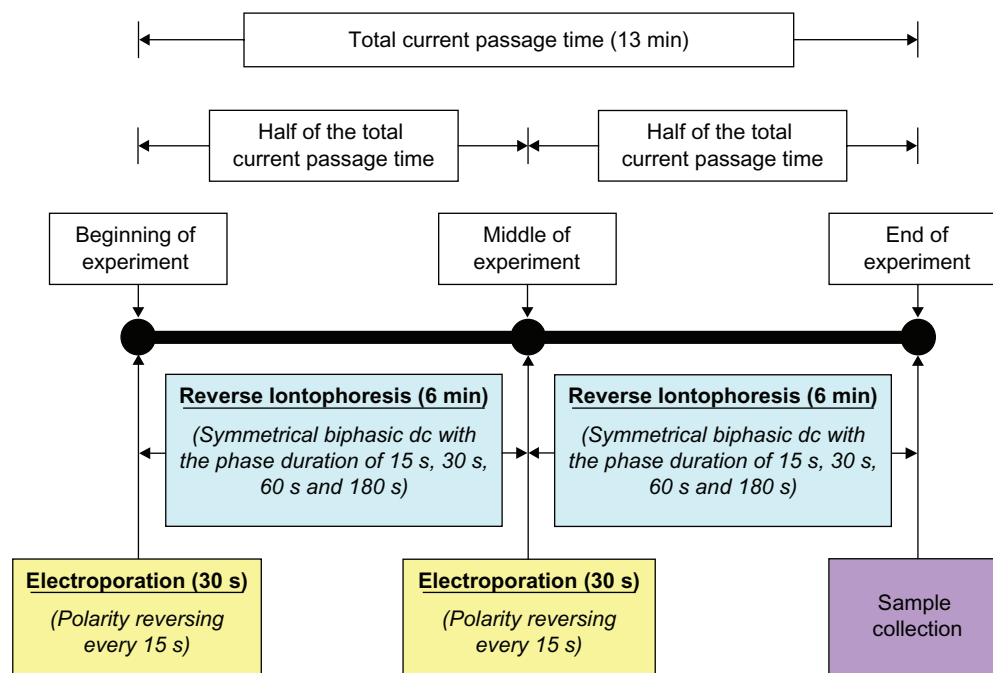 Total current passage time (13 min)
Half of the total
current passage time
Half of the total
current passage time
Beginning of
experiment
Middle of
experiment
End of
experiment
Reverse Iontophoresis (6 min)
(Symmetrical biphasic dc with
the phase duration of 15 s, 30 s,
60 s and 180 s)
Reverse Iontophoresis (6 min)
(Symmetrical biphasic dc with
the phase duration of 15 s, 30 s,
60 s and 180 s)
Electroporation (30 s)
(Polarity reversing
every 15 s)
Electroporation (30 s)
(Polarity reversing
every 15 s)
Sample
collection